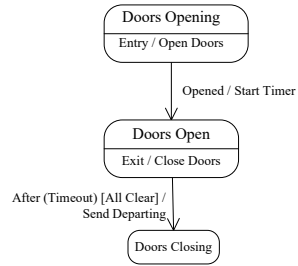 Doors Opening
Entry / Open Doors
Opened / Start Timer
Doors Open
Exit / Close Doors
After (Timeout) [All Clear] /
Send Departing
Doors Closing